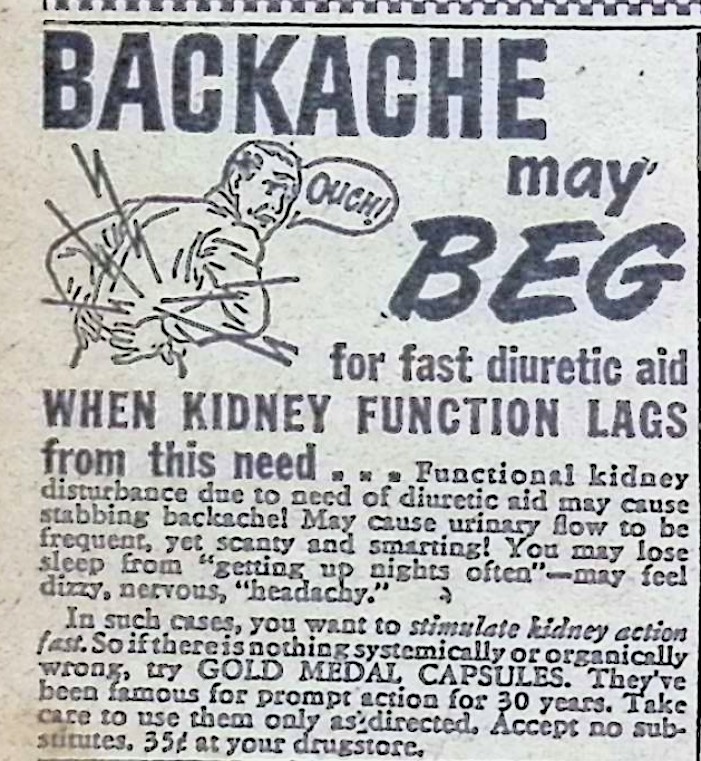 BACKACHE
may
OUCH!
BEG
for fast diuretic aid
WHEN KIDNEY FUNCTION LAGS
from this need . . . Functional kidney
disturbance due to need of diuretic aid may cause
stabbing backache! May cause urinary flow to be
frequent, yet scanty and smarting! You may lose
sleep from “getting up nights often”—may feel
dizzy, nervous, “headachy.”
In such cases, you want to stimulate kidney action
fast. So if there is nothing systemically or organically
wrong, try GOLD MEDAL CAPSULES. They've
been famous for prompt action for 30 years. Take
care to use them only as directed. Accept no sub-
stitutes. 35¢ at your drugstore.